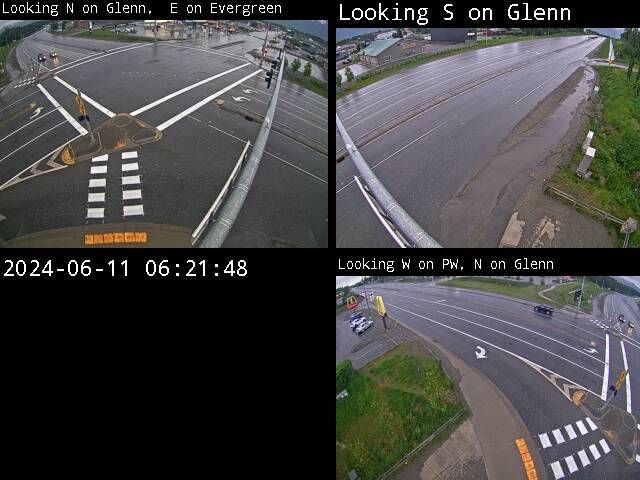 Looking N on Glenn, E on Evergreen
Looking S on Glenn
2024-06-11 06:21:48
Looking W on PW, N on Glenn